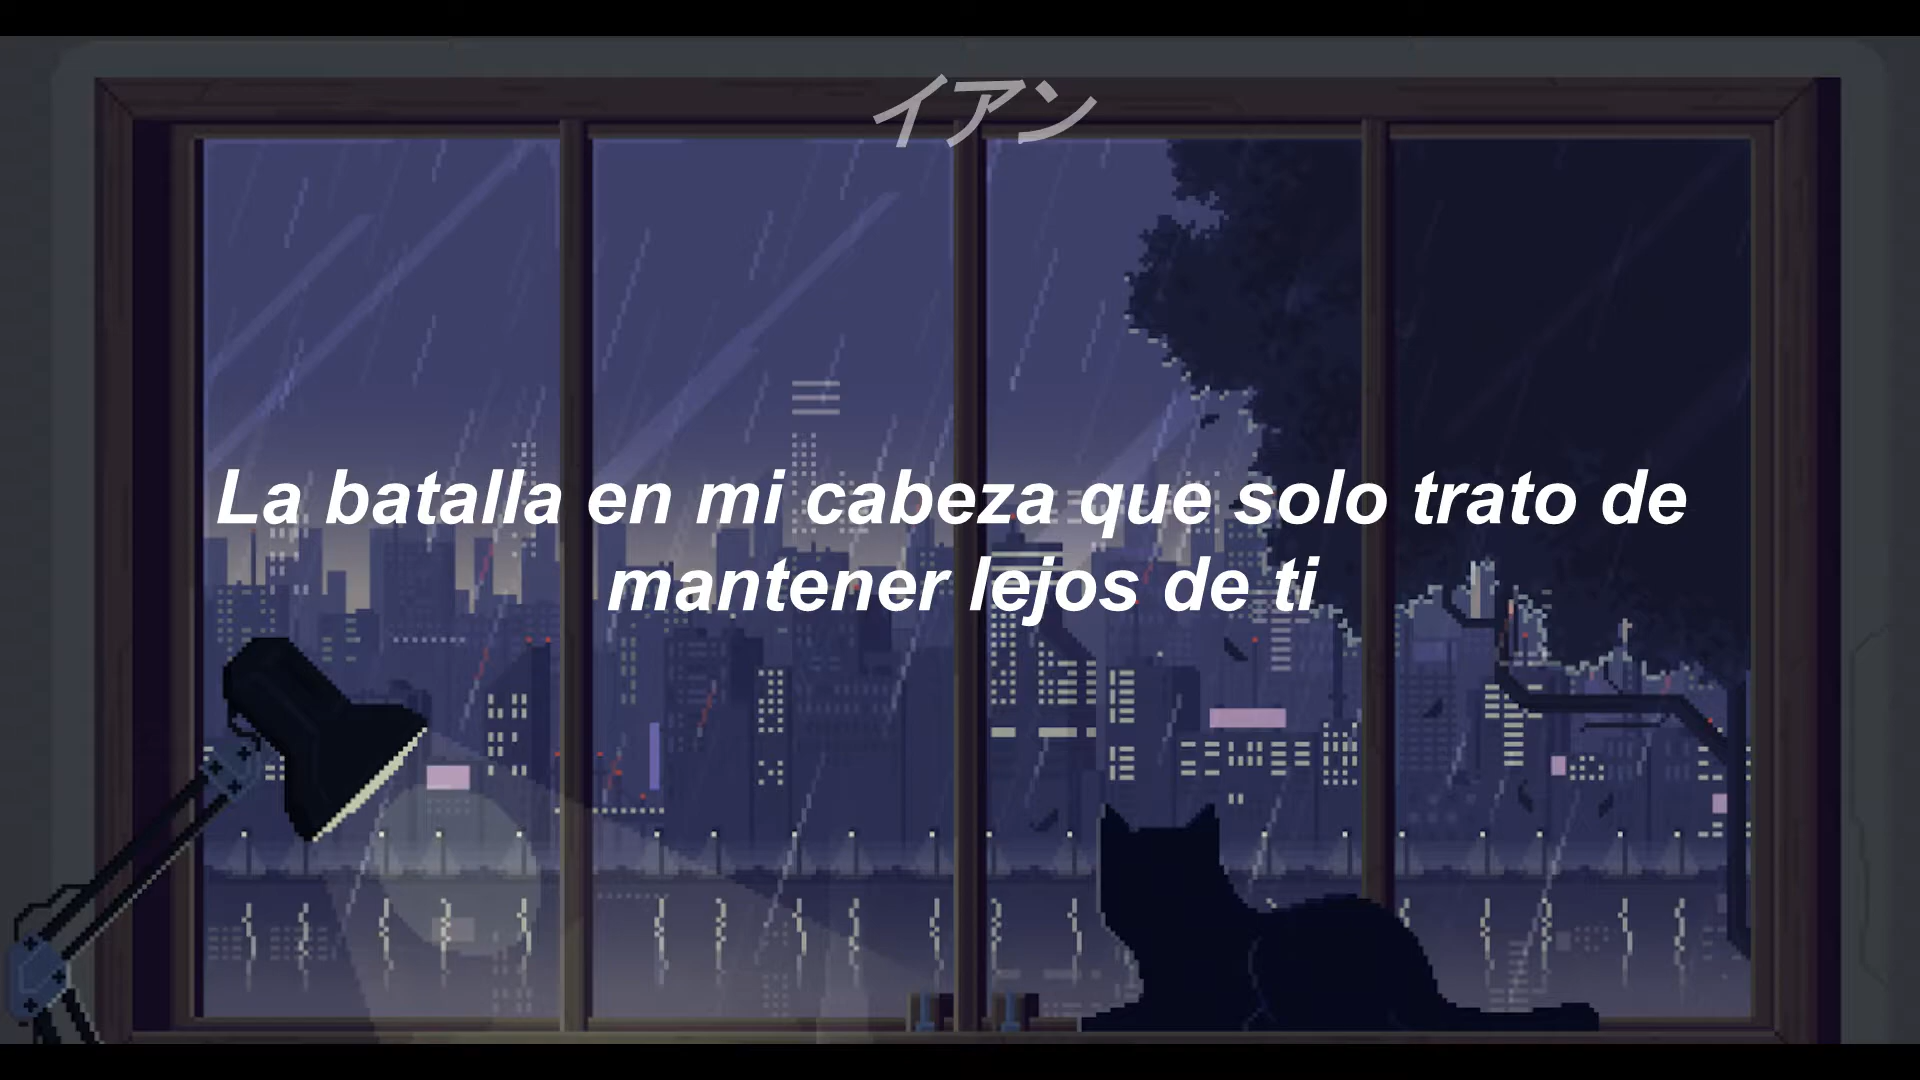 イアン
La batalla en mi cabeza que solo trato de
mantener lejos de ti